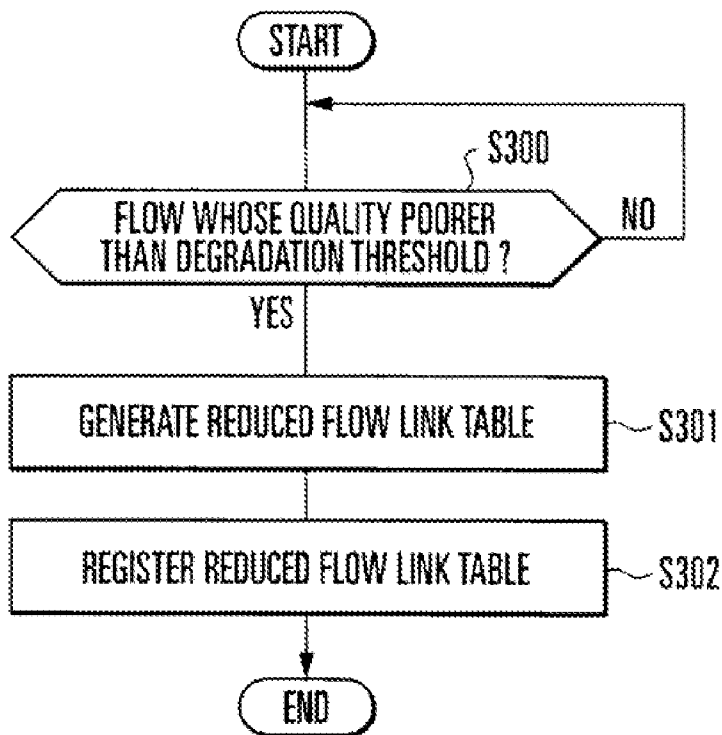 START
S300
FLOW WHOSE QUALITY POORER
THAN DEGRADATION THRESHOLD ?
NO
YES
GENERATE REDUCED FLOW LINK TABLE
S301
REGISTER REDUCED FLOW LINK TABLE
S302
END